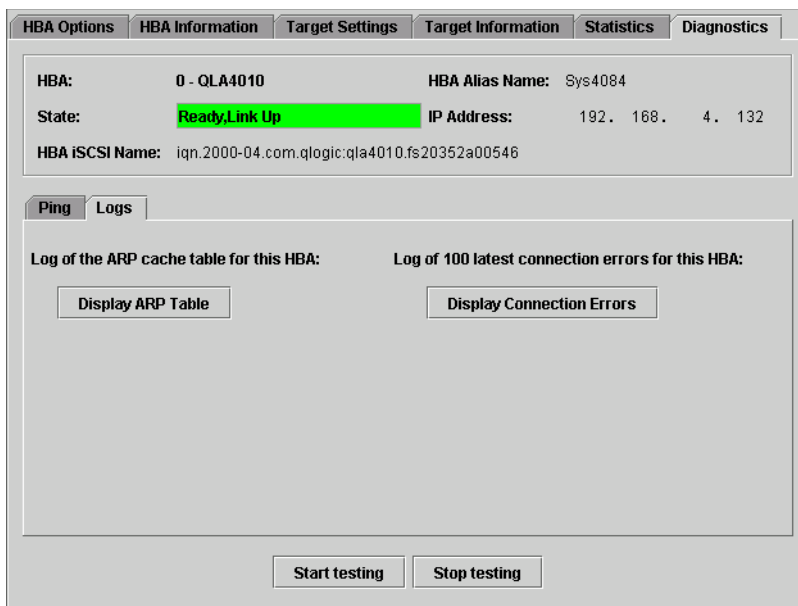 HBA Options HBA Information Target Settings Target Information Statistics Diagnostics
HBA: 0 - QLA4010 HBA Alias Name: Sys4084
State: Ready,Link Up IP Address: 192. 168. 4. 132
HBA iSCSI Name: iqn.2000-04.com.qlogic:qla4010.fs20352a00546
Ping Logs
Log of the ARP cache table for this HBA: Log of 100 latest connection errors for this HBA:
Display ARP Table Display Connection Errors
Start testing Stop testing